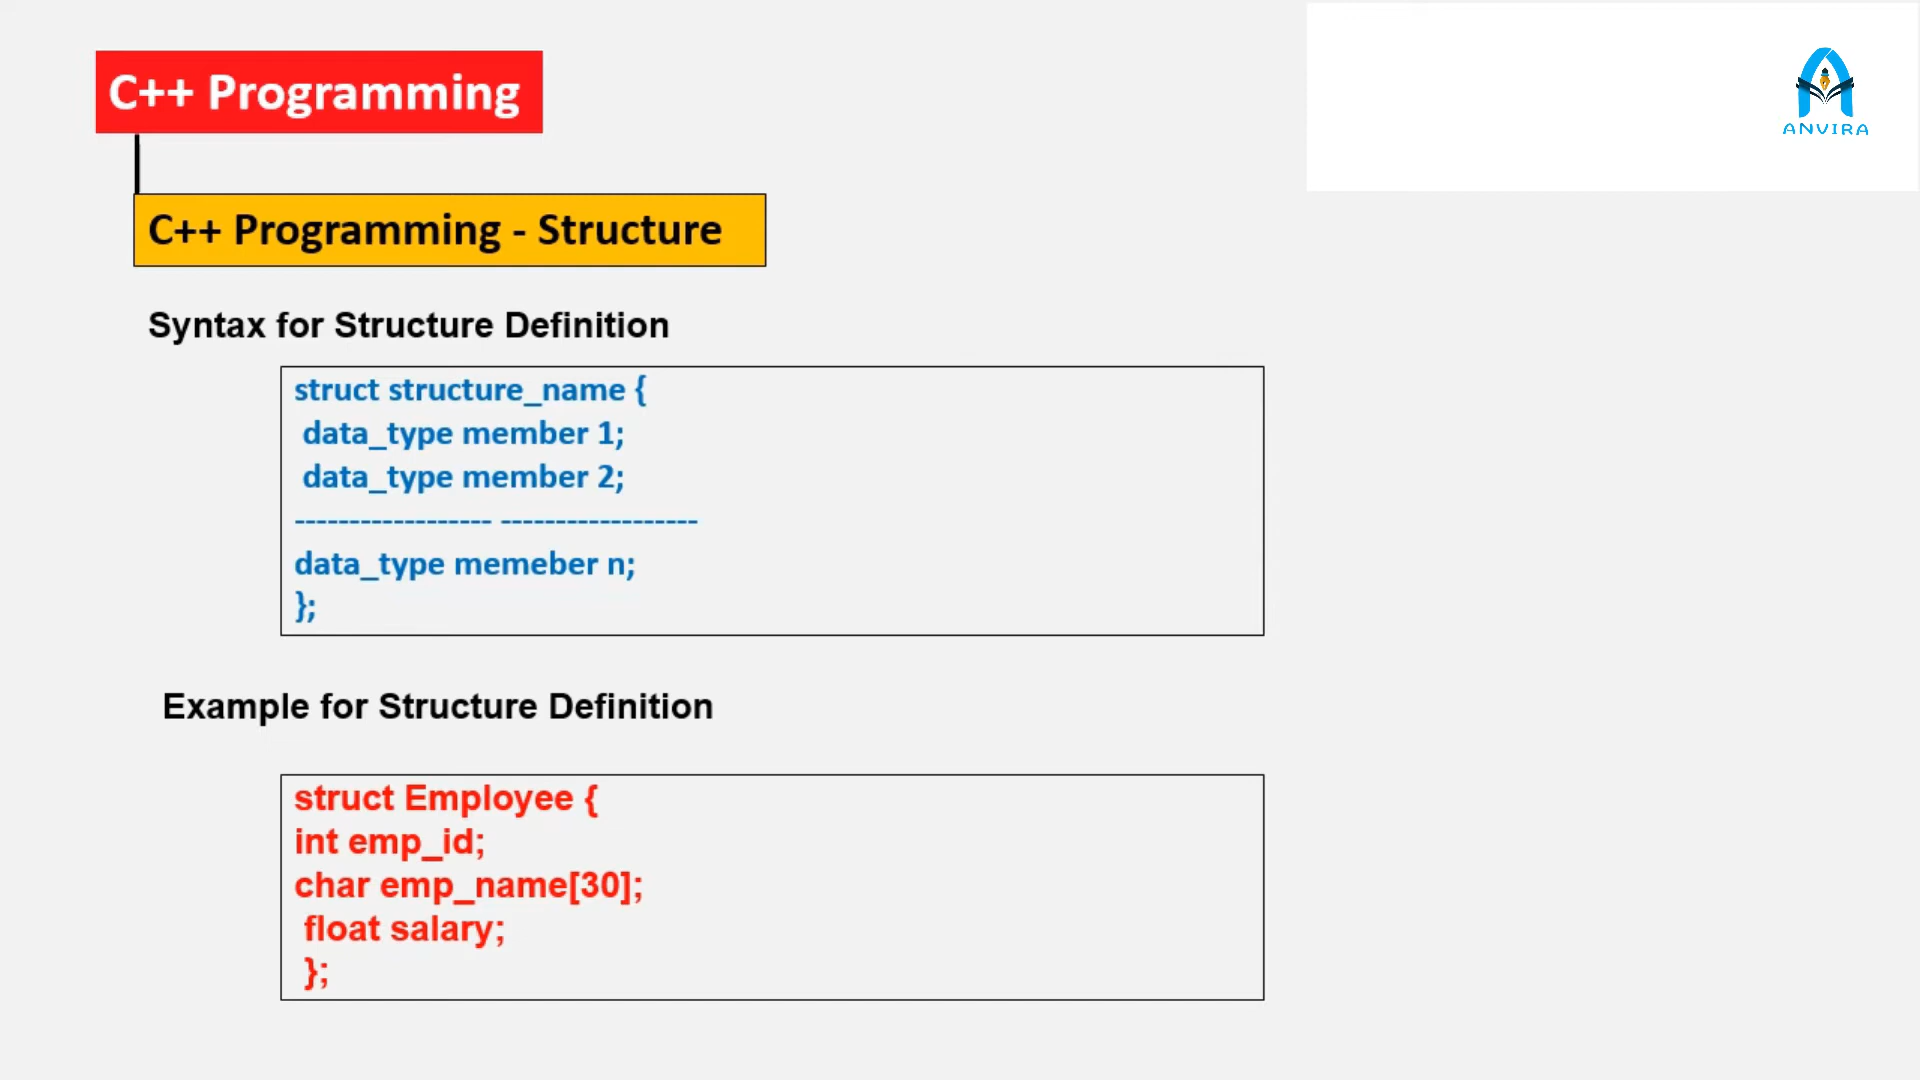 C++ Programming
ANVIRA
C++ Programming - Structure
Syntax for Structure Definition
struct structure_name {
data_type member 1;
data_type member 2;
------------------ ------------------
data_type memeber n;
};
Example for Structure Definition
struct Employee {
int emp_id;
char emp_name[30];
float salary;
};